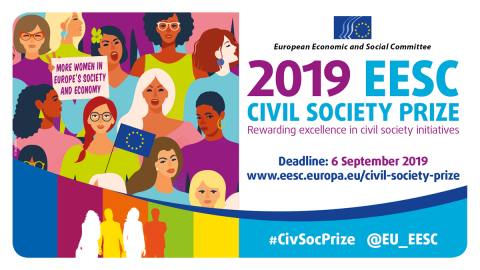 MORE WOMEN IN
EUROPE'S SOCIETY
AND ECONOMY
European Economic and Social Committee
2019 EESC
CIVIL SOCIETY PRIZE
Rewarding excellence in civil society initiatives
Deadline: 6 September 2019
www.eesc.europa.eu/civil-society-prize
#CivSocPrize @EU_EESC